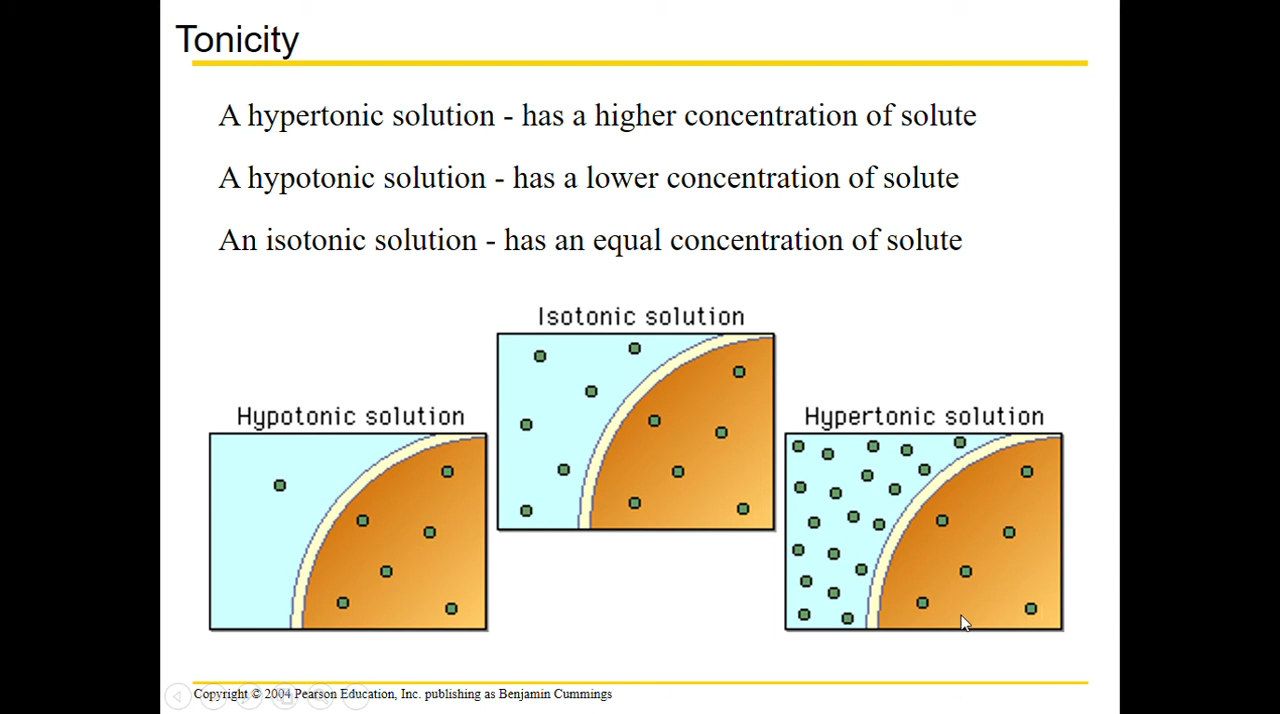 Tonicity
A hypertonic solution - has a higher concentration of solute
A hypotonic solution - has a lower concentration of solute
An isotonic solution - has an equal concentration of solute
Isotonic solution
Hypotonic solution
Hypertonic solution
Copyright © 2004 Pearson Education, Inc. publishing as Benjamin Cummings